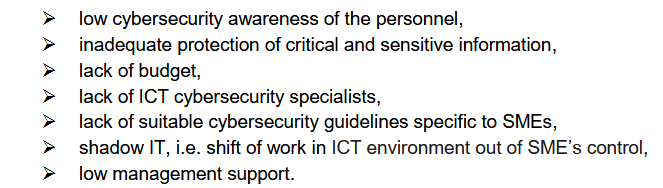 ➢ low cybersecurity awareness of the personnel,
➢ inadequate protection of critical and sensitive information,
➢ lack of budget,
➢ lack of ICT cybersecurity specialists,
➢ lack of suitable cybersecurity guidelines specific to SMEs,
➢ shadow IT, i.e. shift of work in ICT environment out of SME's control,
➢ low management support.